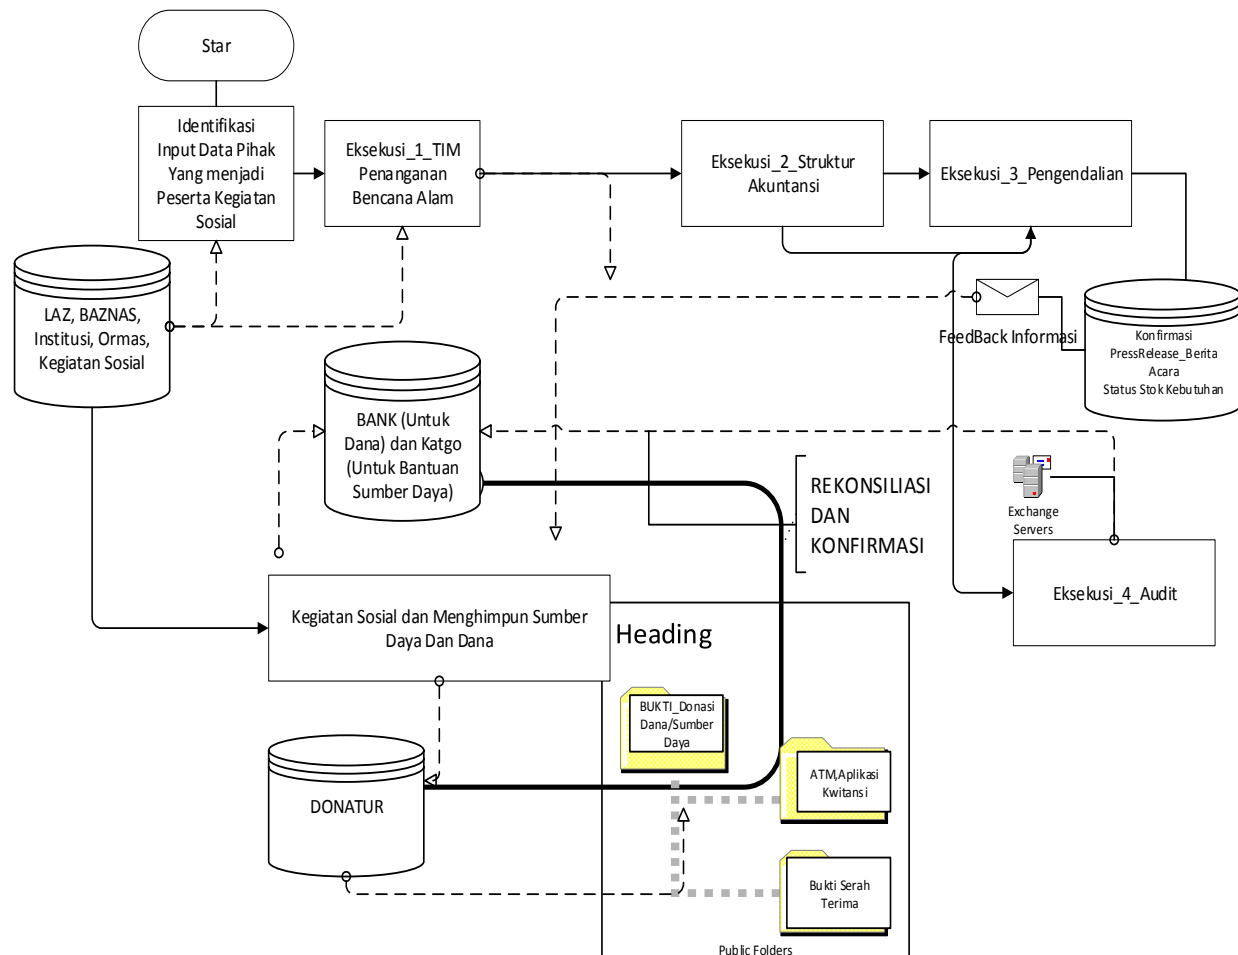 Star
Identifikasi
Input Data Pihak
Yang menjadi
Peserta Kegiatan
Sosial
Eksekusi_1_TIM
Penanganan
Bencana Alam
Eksekusi_2_Struktur
Akuntansi
Eksekusi_3_Pengendalian
LAZ, BAZNAS,
Institusi, Ormas,
Kegiatan Sosial
FeedBack Informasi
Konfirmasi
PressRelease_Berita
Acara
Status Stok Kebutuhan
BANK (Untuk
Dana) dan Katgo
(Untuk Bantuan
Sumber Daya)
REKONSILIASI
DAN
KONFIRMASI
Exchange
Servers
Eksekusi_4_Audit
Kegiatan Sosial dan Menghimpun Sumber
Daya Dan Dana
Heading
BUKTI_Donasi
Dana/Sumber
Daya
ATM,Aplikasi
Kwitansi
DONATUR
Bukti Serah
Terima
Public Folders